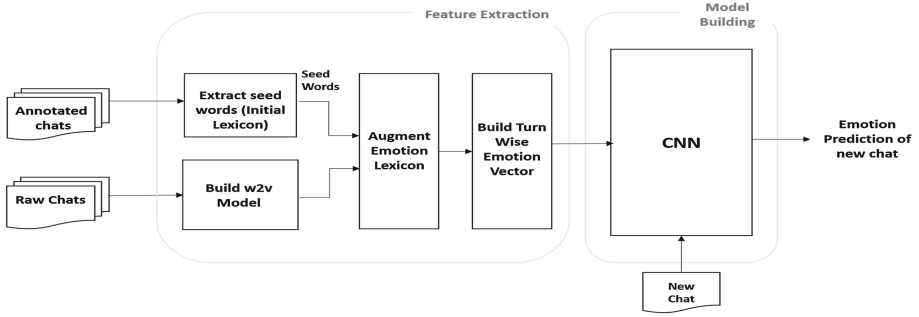 Feature Extraction
Model
Building
Annotated
chats
Extract seed
words (Initial
Lexicon)
Seed
Words
Raw Chats
Build w2v
Model
Augment
Emotion
Lexicon
Build Turn
Wise
Emotion
Vector
CNN
Emotion
Prediction of
new chat
New
Chat